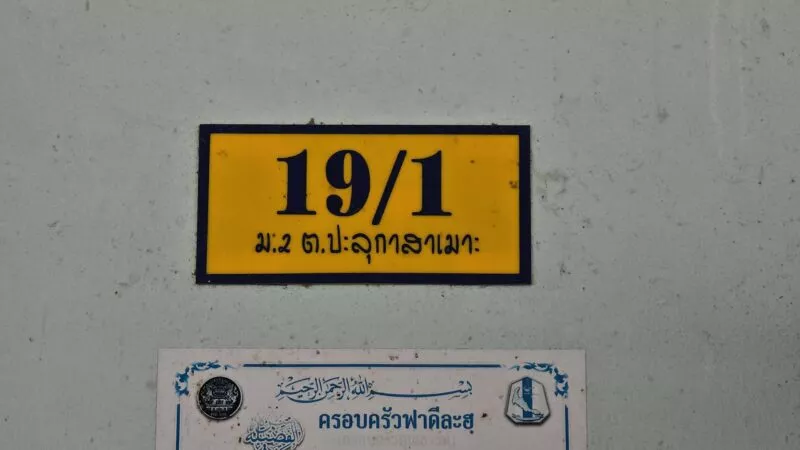 19/1
ม.2 ต.ปะลุกาสาเมาะ
بسم الله الرحمن الرحيم
ครอบครัวฟาดีละฮ